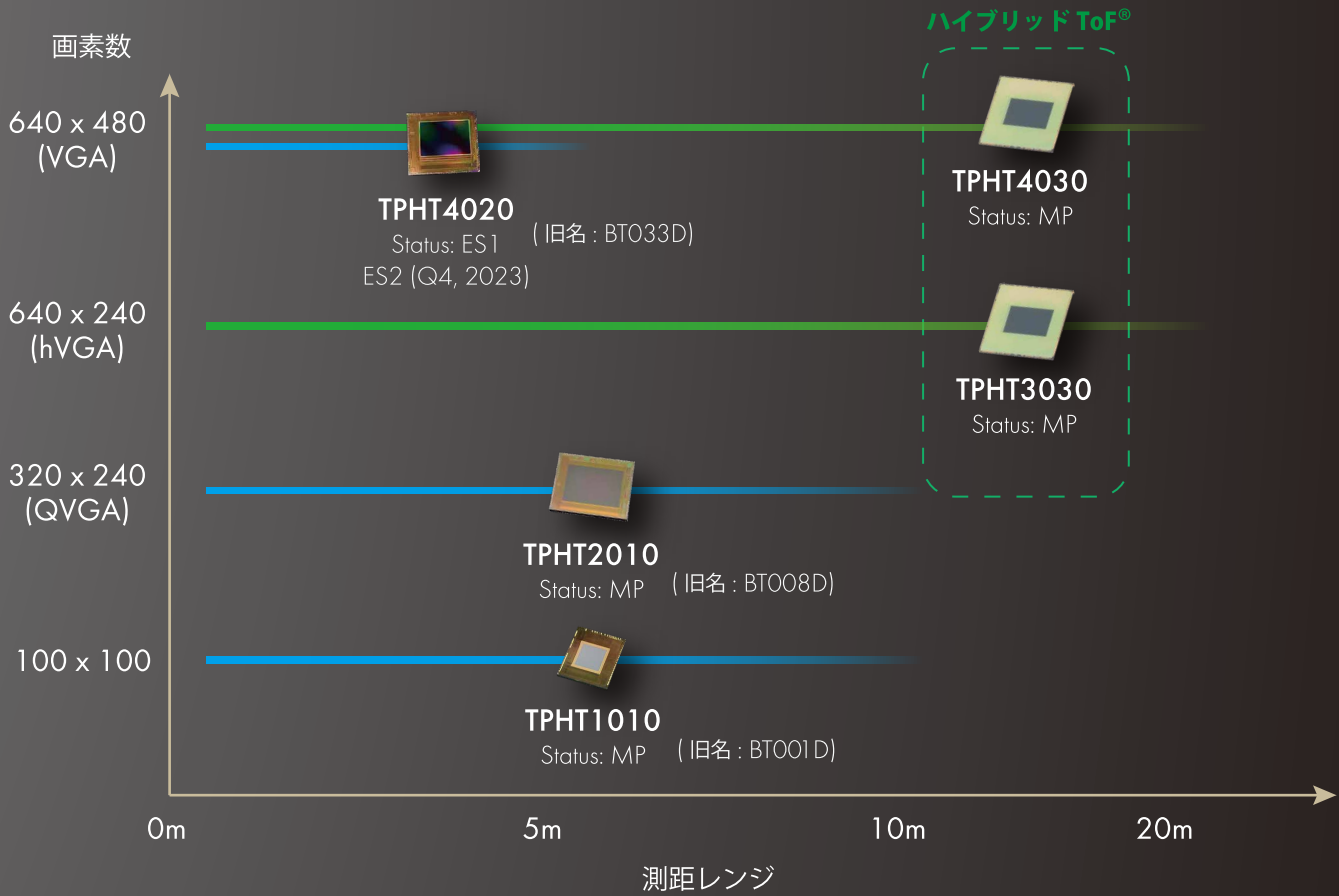 ハイブリッド ToF®
画素数
640 x 480
(VGA)
TPHT4020
Status: ES1
ES2 (Q4, 2023)
( 旧名 : BT033D)
TPHT4030
Status: MP
640 x 240
(hVGA)
TPHT3030
Status: MP
320 x 240
(QVGA)
TPHT2010
Status: MP
( 旧名 : BT008D)
100 x 100
TPHT1010
Status: MP
( 旧名 : BT001D)
0m
5m
10m
20m
測距レンジ